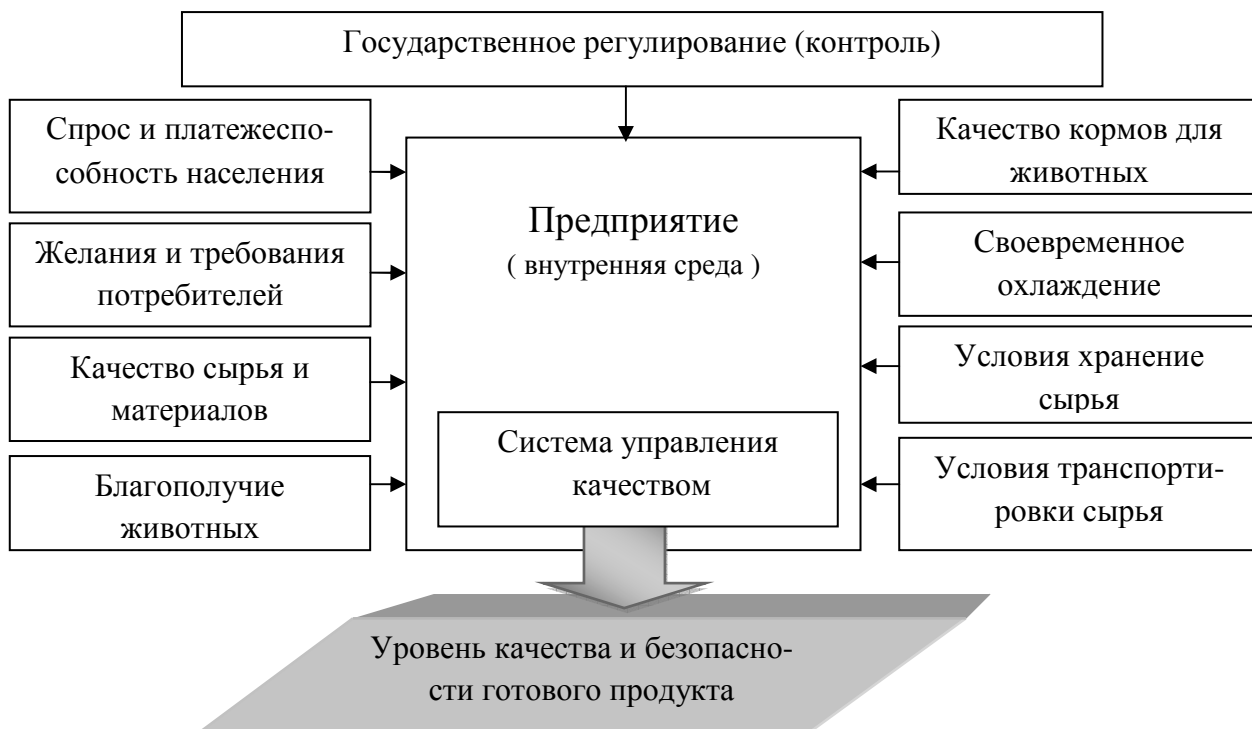 Государственное регулирование (контроль)
Спрос и платежеспо-
собность населения
Желания и требования
потребителей
Качество сырья и
материалов
Благополучие
животных
Предприятие
( внутренняя среда )
Система управления
качеством
Качество кормов для
животных
Своевременное
охлаждение
Условия хранение
сырья
Условия транспорти-
ровки сырья
Уровень качества и безопасно-
сти готового продукта